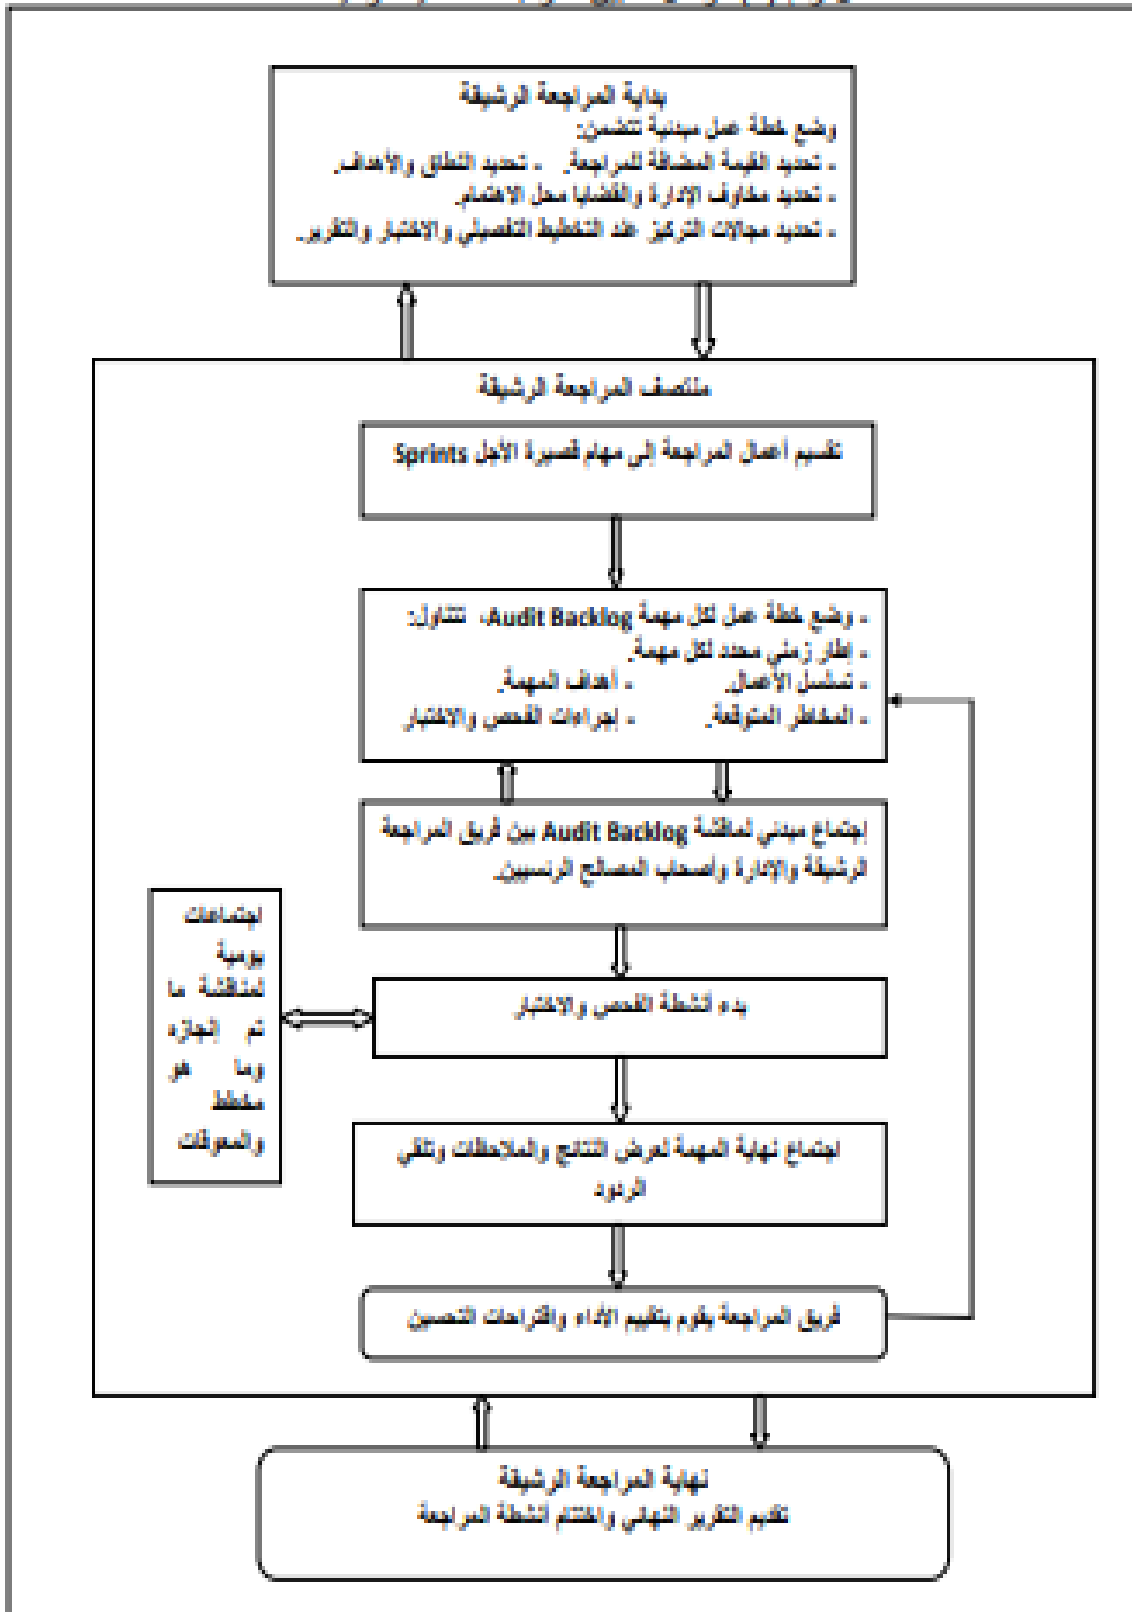 بداية المراجعة الرشيقة
وضع خطة عمل مبدئية تتضمن:
- تحديد القيمة المضافة للمراجعة. - تحديد النطاق والأهداف.
- تحديد مخاوف الإدارة والقضايا محل الاهتمام.
- تحديد مجالات التركيز عند التخطيط التفصيلي والاختبار والتقرير.
منتصف المراجعة الرشيقة
تقسيم أعمال المراجعة إلى مهام قصيرة الأجل Sprints
- وضع خطة عمل لكل مهمة Audit Backlog، تتناول:
- إطار زمني محدد لكل مهمة.
- تسلسل الأعمال. - أهداف المهمة.
- المخاطر المتوقعة. - إجراءات الفحص والاختبار
إجتماع مبدئي لمناقشة Audit Backlog بين فريق المراجعة
الرشيقة والإدارة وأصحاب المصالح الرئسيين.
اجتماعات
يومية
لمناقشة ما
تم إنجازه
وما هو
مخطط
والمعوقات
بدء أنشطة الفحص والاختبار
اجتماع نهاية المهمة لعرض النتائج والملاحظات وتلقي
الردود
فريق المراجعة يقوم بتقييم الأداء واقتراحات التحسين
نهاية المراجعة الرشيقة
تقديم التقرير النهائي واختتام أنشطة المراجعة